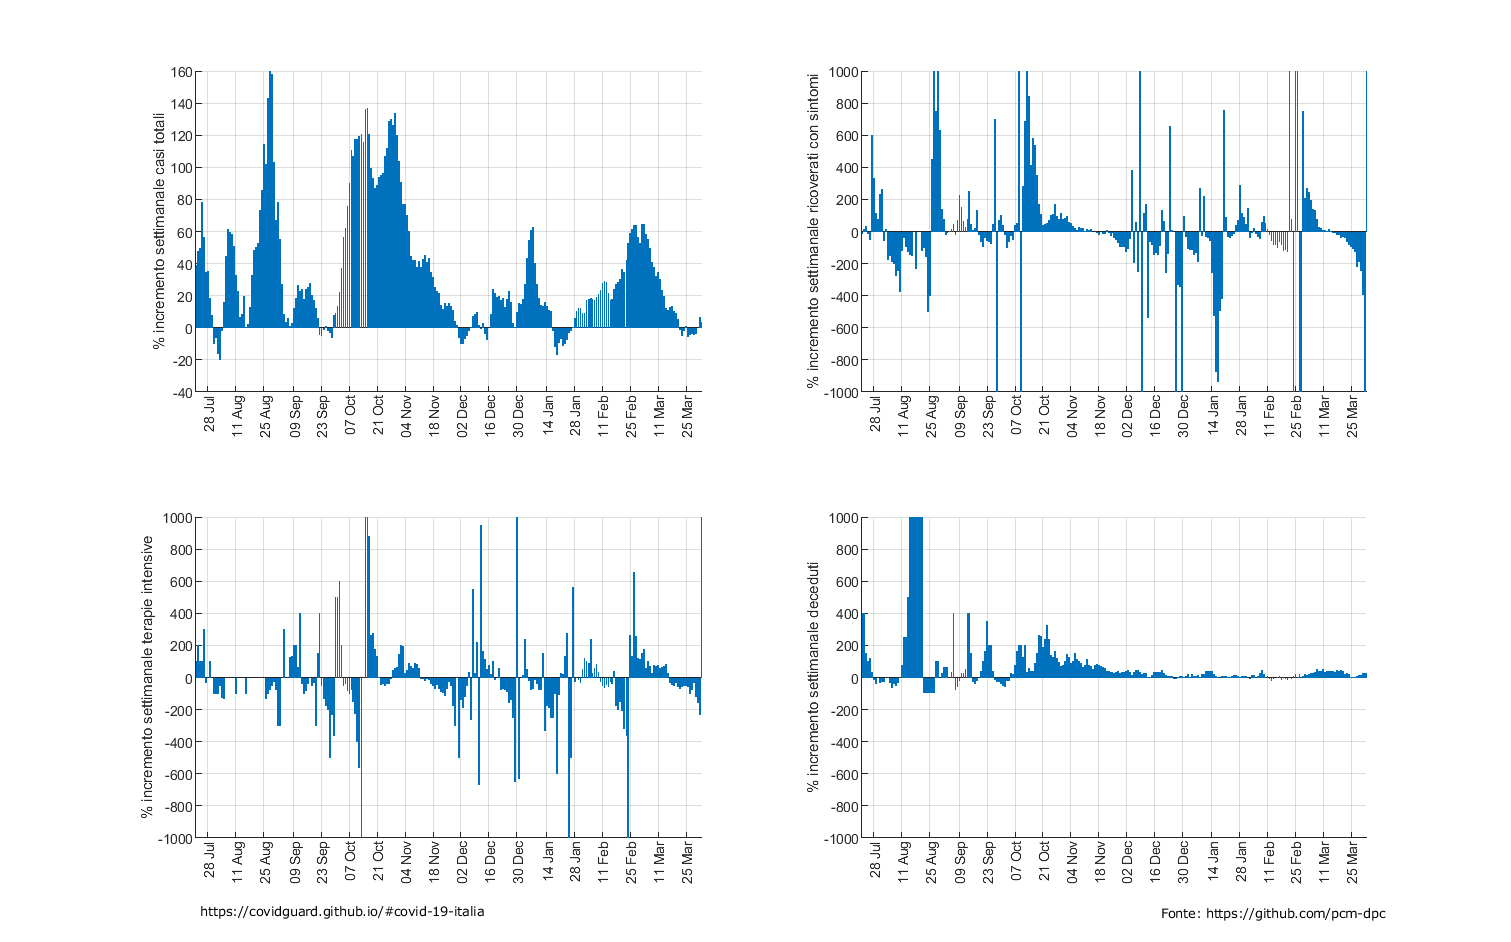 % incremento settimanale casi totali
160
140
120
100
80
60
40
20
0
-20
-40
28 Jul
11 Aug
25 Aug
09 Sep
23 Sep
07 Oct
21 Oct
04 Nov
18 Nov
02 Dec
16 Dec
30 Dec
14 Jan
28 Jan
11 Feb
25 Feb
11 Mar
25 Mar
% incremento settimanale ricoverati con sintomi
1000
800
600
400
200
0
-200
-400
-600
-800
-1000
28 Jul
11 Aug
25 Aug
09 Sep
23 Sep
07 Oct
21 Oct
04 Nov
18 Nov
02 Dec
16 Dec
30 Dec
14 Jan
28 Jan
11 Feb
25 Feb
11 Mar
25 Mar
% incremento settimanale terapie intensive
1000
800
600
400
200
0
-200
-400
-600
-800
-1000
28 Jul
11 Aug
25 Aug
09 Sep
23 Sep
07 Oct
21 Oct
04 Nov
18 Nov
02 Dec
16 Dec
30 Dec
14 Jan
28 Jan
11 Feb
25 Feb
11 Mar
25 Mar
% incremento settimanale deceduti
1000
800
600
400
200
0
-200
-400
-600
-800
-1000
28 Jul
11 Aug
25 Aug
09 Sep
23 Sep
07 Oct
21 Oct
04 Nov
18 Nov
02 Dec
16 Dec
30 Dec
14 Jan
28 Jan
11 Feb
25 Feb
11 Mar
25 Mar
https://covidguard.github.io/#covid-19-italia
Fonte: https://github.com/pcm-dpc